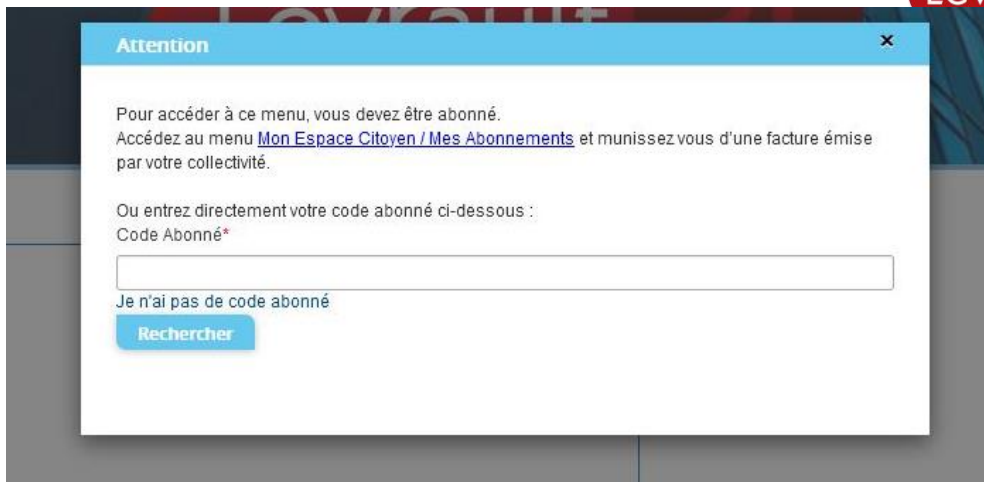 Levrault
Attention
×
Pour accéder à ce menu, vous devez être abonné.
Accédez au menu Mon Espace Citoyen / Mes Abonnements et munissez vous d'une facture émise
par votre collectivité.
Ou entrez directement votre code abonné ci-dessous :
Code Abonné*
Je n'ai pas de code abonné
Rechercher